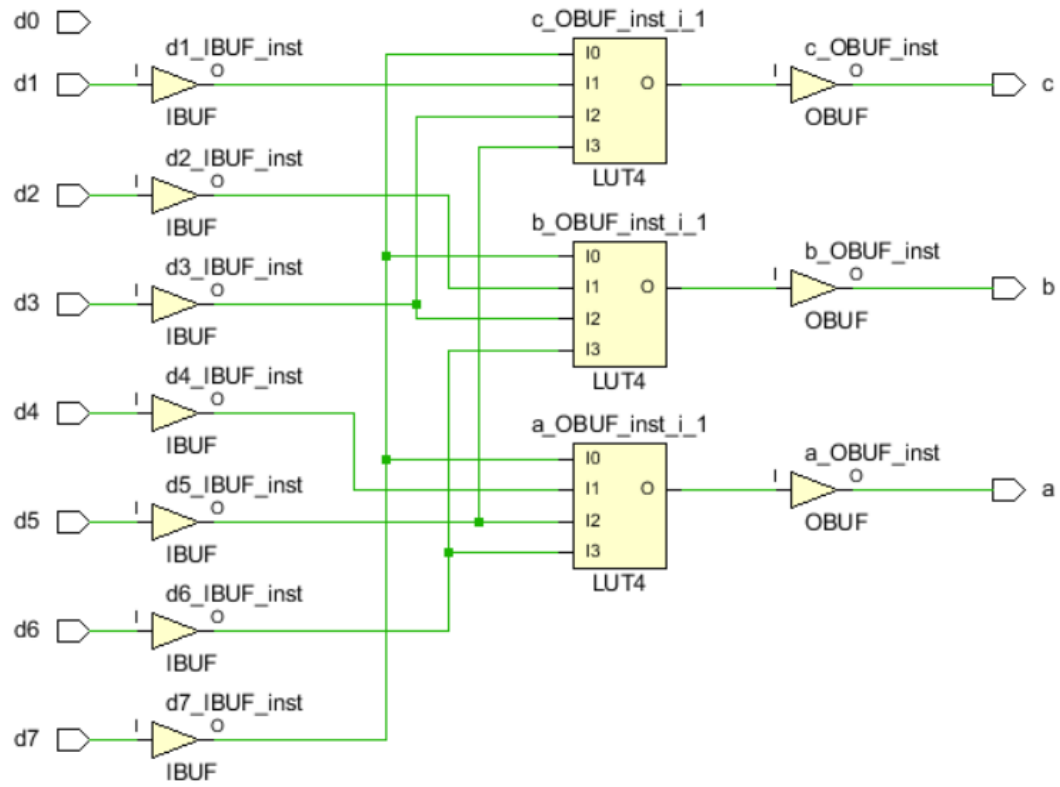 d0
c_OBUF_inst_i_1
d1_IBUF_inst
I0
c_OBUF_inst
d1
I
O
I1
O
I
O
c
IBUF
I2
OBUF
I3
d2_IBUF_inst
LUT4
d2
I
O
IBUF
b_OBUF_inst_i_1
d3_IBUF_inst
I0
b_OBUF_inst
d3
I
O
I1
O
I
O
b
IBUF
I2
OBUF
I3
d4_IBUF_inst
LUT4
d4
I
O
IBUF
a_OBUF_inst_i_1
I0
a_OBUF_inst
d5_IBUF_inst
I1
O
I
O
a
d5
I
O
I2
OBUF
IBUF
I3
LUT4
d6_IBUF_inst
d6
I
O
IBUF
d7_IBUF_inst
d7
I
O
IBUF